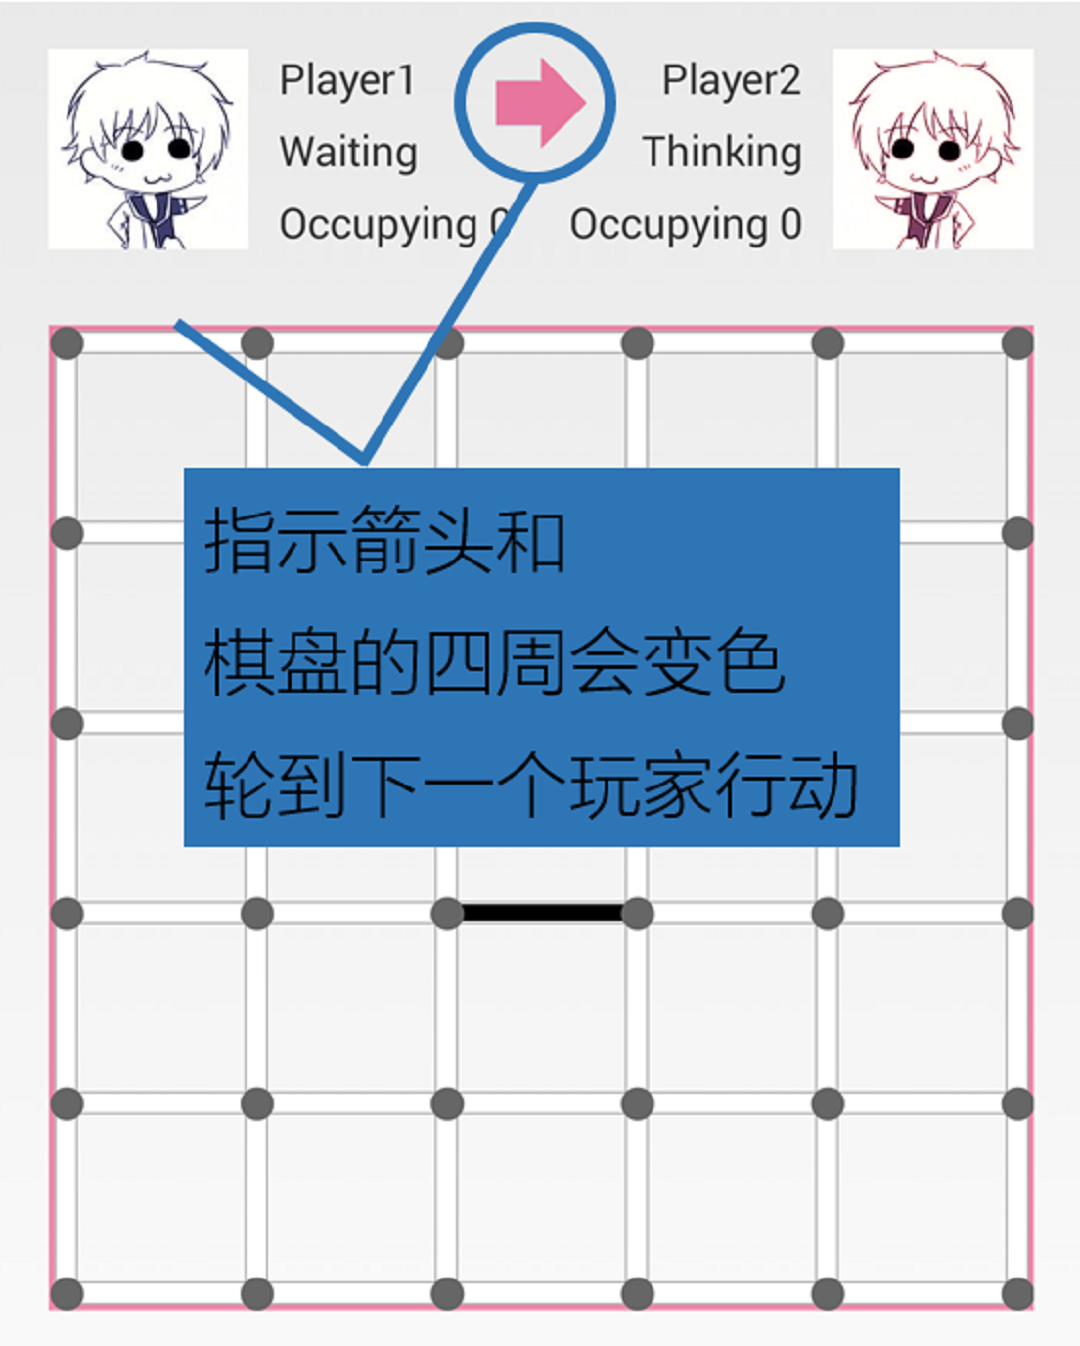 Player1
Waiting
Occupying 0
Player2
Thinking
Occupying 0
指示箭头和
棋盘的四周会变色
轮到下一个玩家行动